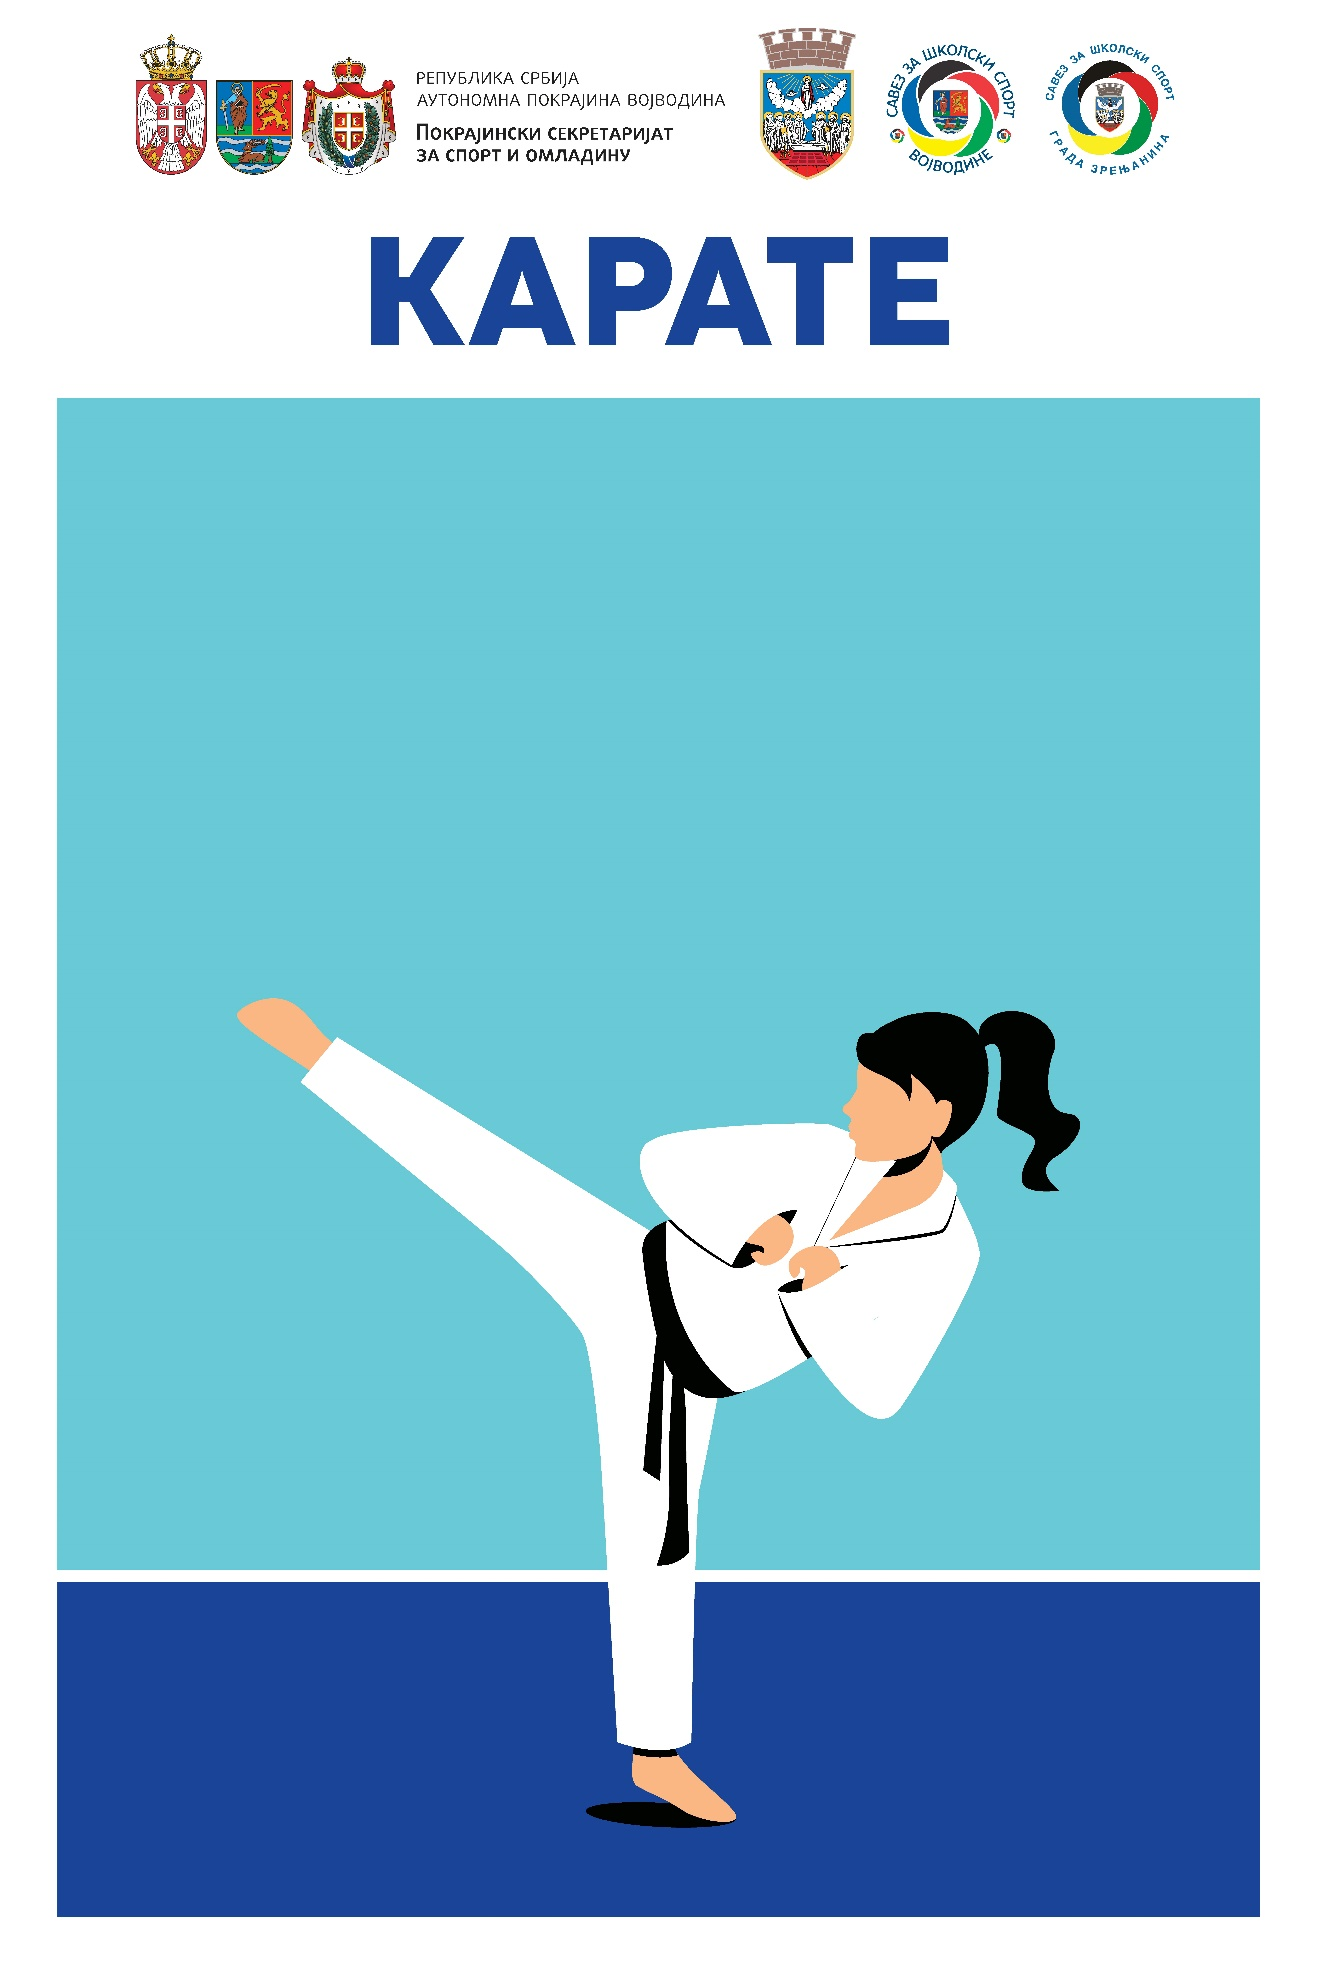 РЕПУБЛИКА СРБИЈА
АУТОНОМНА ПОКРАЈИНА ВОЈВОДИНА
ПОКРАЈИНСКИ СЕКРЕТАРИЈАТ
ЗА СПОРТ И ОМЛАДИНУ
САВЕЗ ЗА ШКОЛСКИ СПОРТ
ВОЈВОДИНЕ
САВЕЗ ЗА ШКОЛСКИ СПОРТ
ГРАДА ЗРЕЊАНИНА
КАРАТЕ